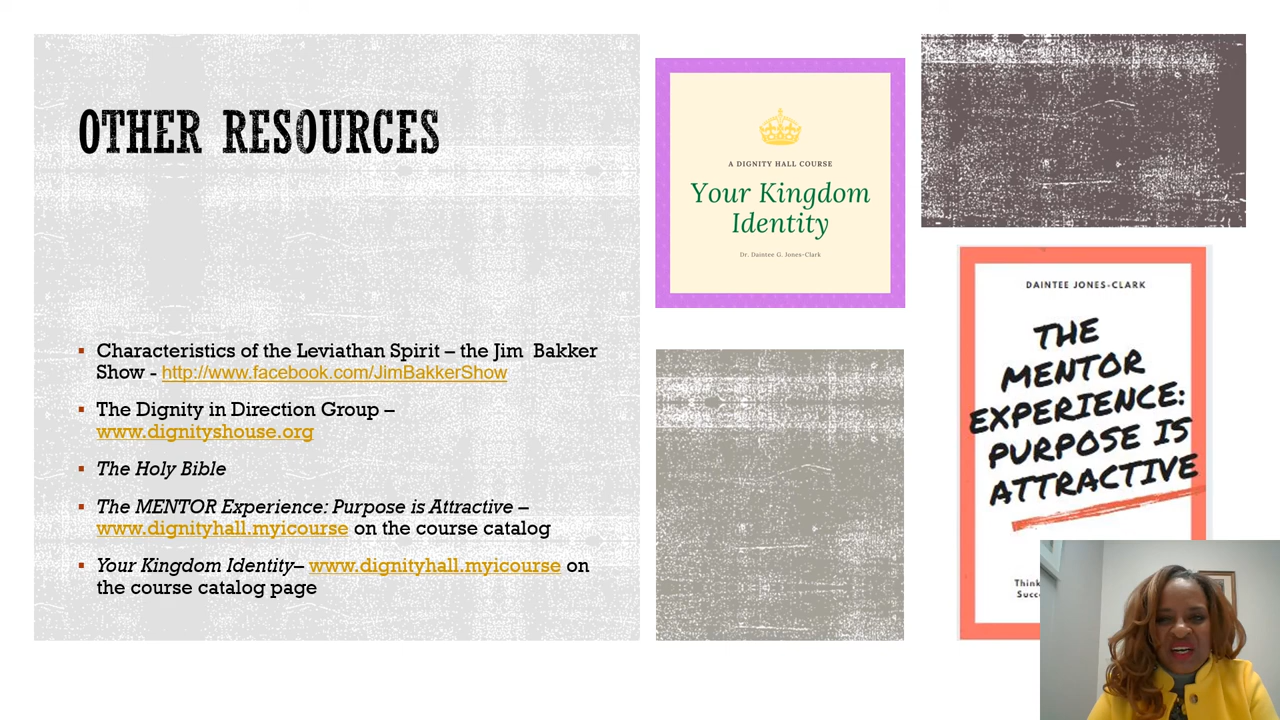 OTHER RESOURCES
Characteristics of the Leviathan Spirit – the Jim Bakker
Show - http://www.facebook.com/JimBakkerShow
The Dignity in Direction Group –
www.dignityshouse.org
The Holy Bible
The MENTOR Experience: Purpose is Attractive –
www.dignityhall.myicourse on the course catalog
Your Kingdom Identity– www.dignityhall.myicourse on
the course catalog page
A DIGNITY HALL COURSE
Your Kingdom
Identity
Dr. Daintee G. Jones-Clark
DAINTEE JONES-CLARK
THE
MENTOR
EXPERIENCE:
PURPOSE IS
ATTRACTIVE